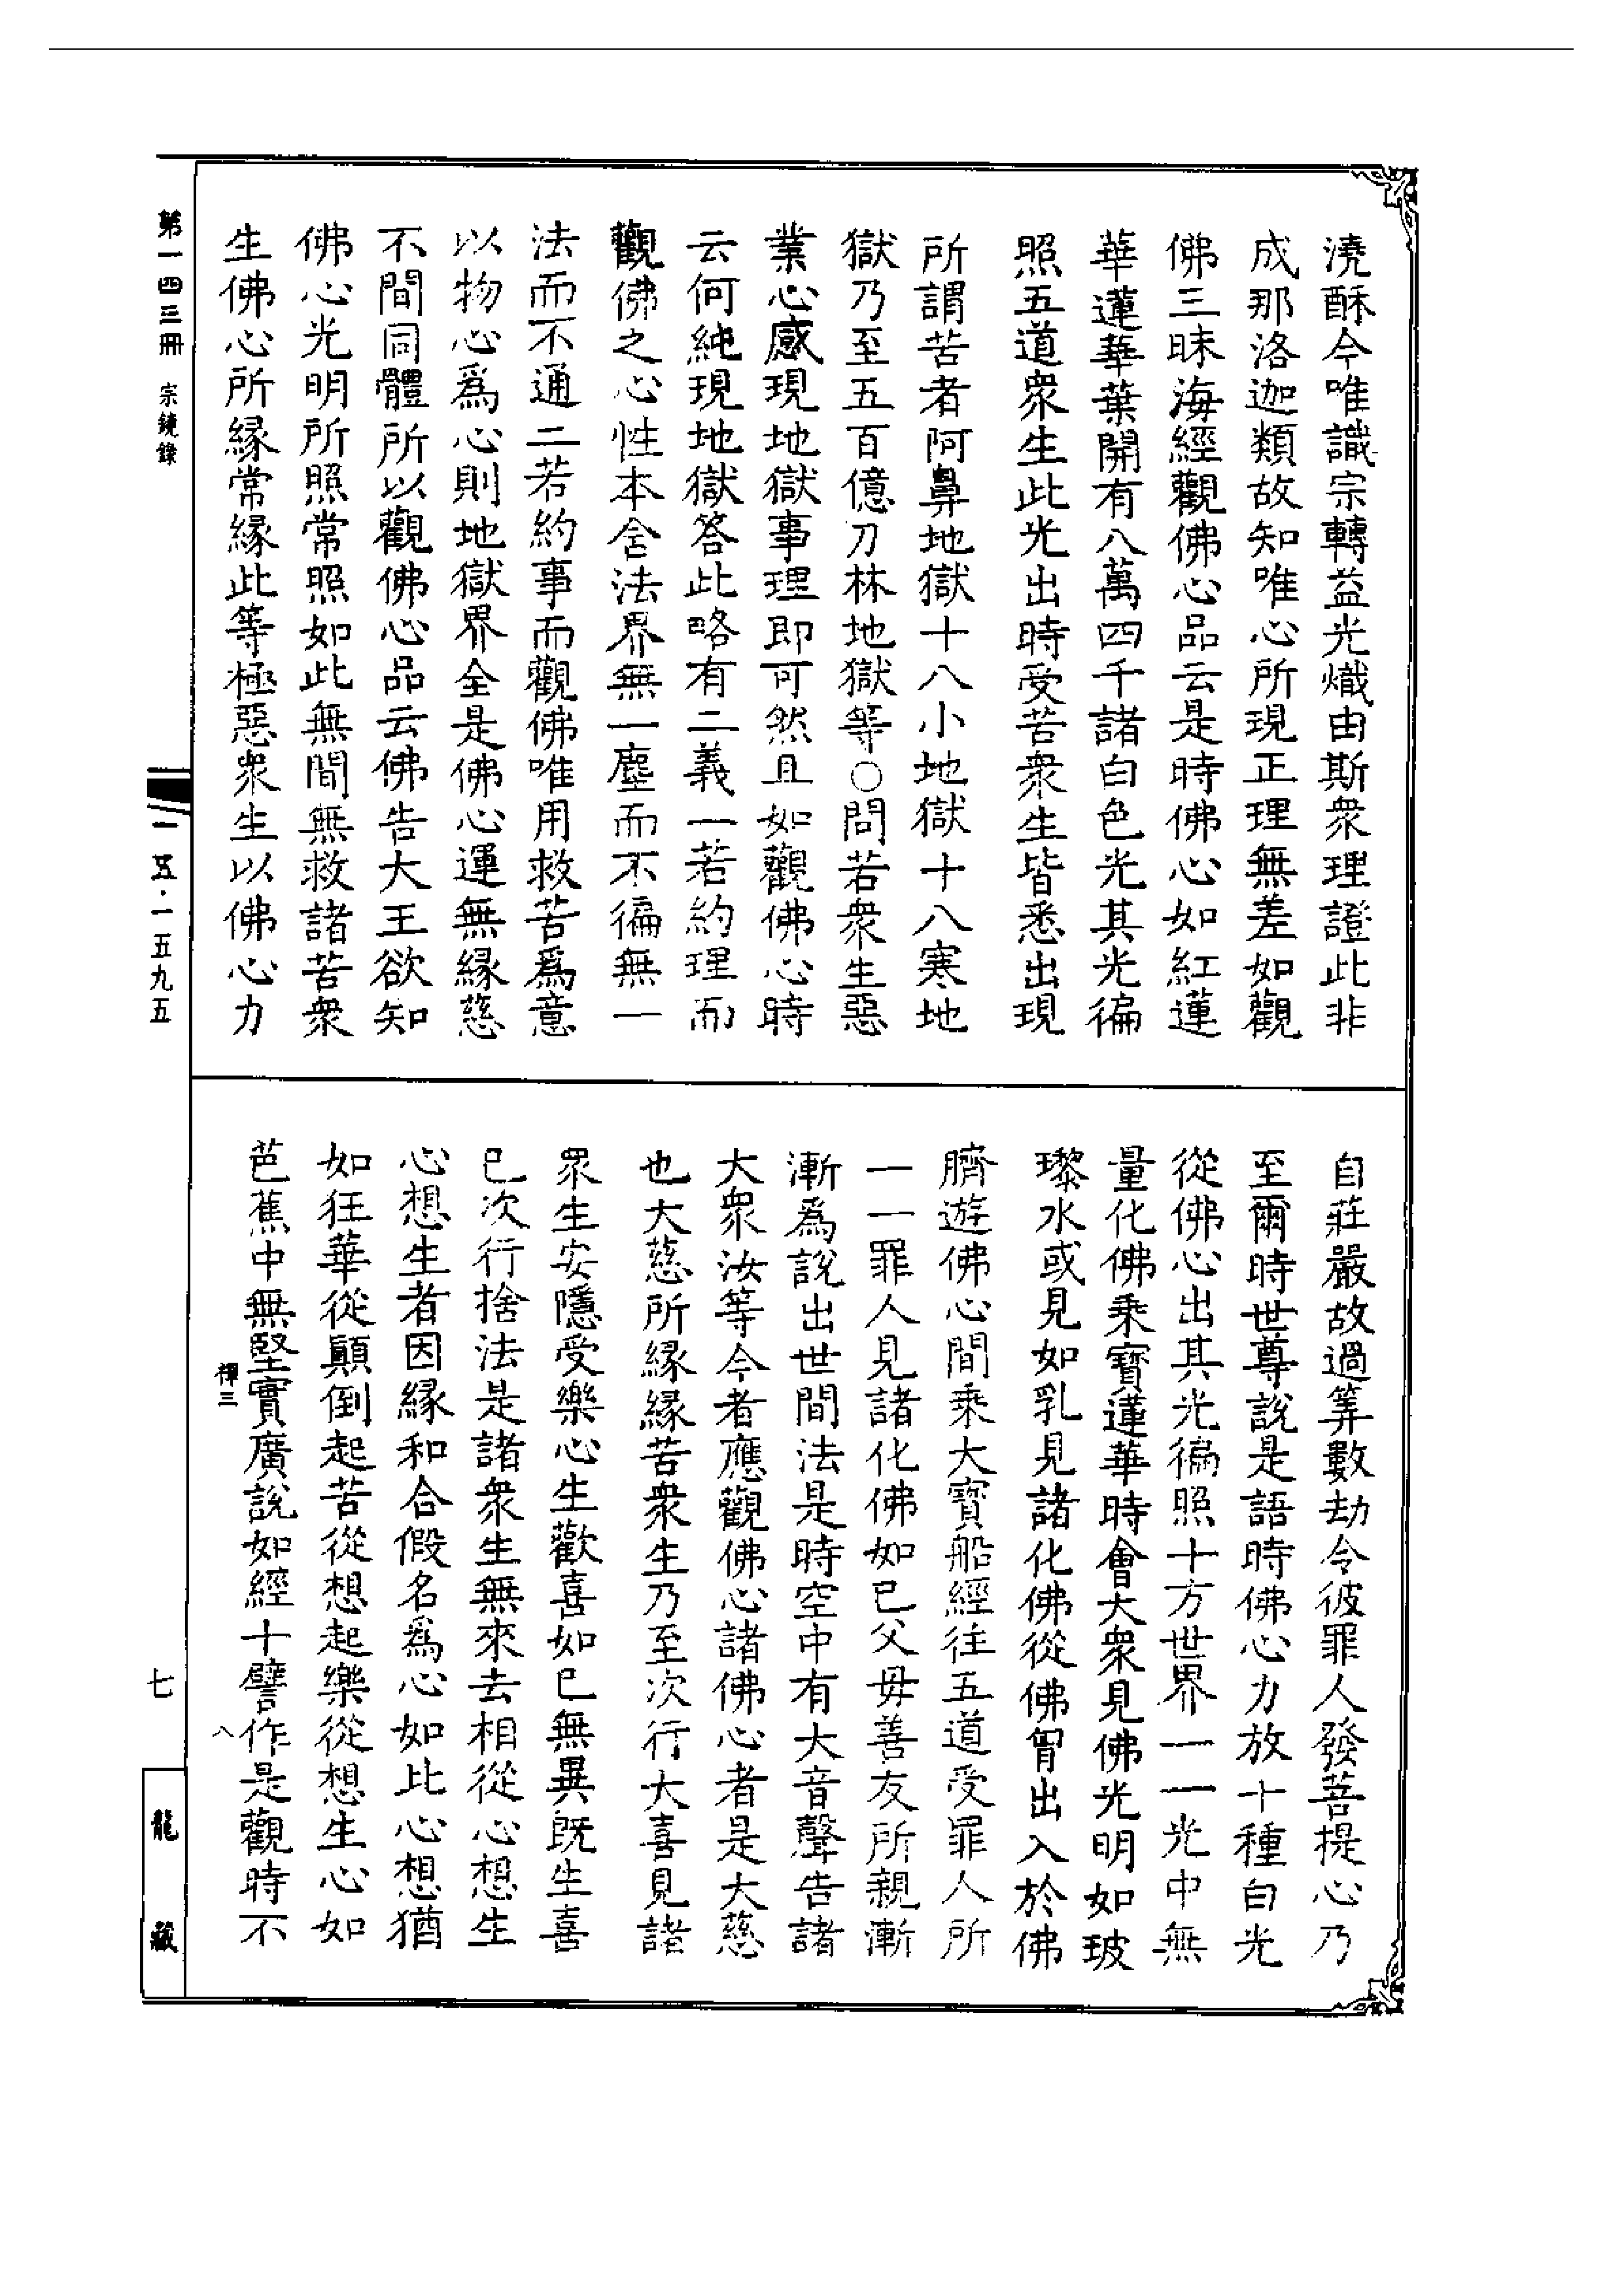 澆酥今唯識宗轉益光熾由斯衆理證此非
成那洛迦類故知唯心所現正理無差如觀
佛三昧海經觀佛心品云是時佛心如紅蓮
華蓮華葉開有八萬四千諸白色光其光徧
照五道衆生此光出時受苦衆生皆悉出現
所謂苦者阿鼻地獄十八小地獄十八寒地
獄乃至五百億刀林地獄等○問若衆生惡
業心感現地獄事理即可然且如觀佛心時
云何純現地獄答此略有二義一若約理而
觀佛之心性本含法界無一塵而不徧無一
法而不通二若約事而觀佛唯用救苦爲意
以物心爲心則地獄界全是佛心運無緣慈
不間同體所以觀佛心品云佛告大王欲知
佛心光明所照常照如此無間無救諸苦衆
生佛心所緣常緣此等極惡衆生以佛心力
自莊嚴故過筭數劫令彼罪人發菩提心乃
至爾時世尊說是語時佛心力放十種白光
從佛心出其光徧照十方世界一一光中無
量化佛乘寶蓮華時會大衆見佛光明如玻
瓈水或見如乳見諸化佛從佛胷出入於佛
臍遊佛心間乘大寶船經往五道受罪人所
一一罪人見諸化佛如已父母善友所親漸
漸爲說出世間法是時空中有大音聲告諸
大衆汝等今者應觀佛心諸佛心者是大慈
也大慈所緣緣苦衆生乃至次行大喜見諸
衆生安隱受樂心生歡喜如已無異既生喜
已次行捨法是諸衆生無來去相從心想生
心想生者因緣和合假名爲心如比心想猶
如狂華從顛倒起苦從想起樂從想生心如
芭蕉中無堅實廣說如經十譬作是觀時不
第一四三冊 宗鏡錄
一五·一五九五
禪三
八
七
龍藏